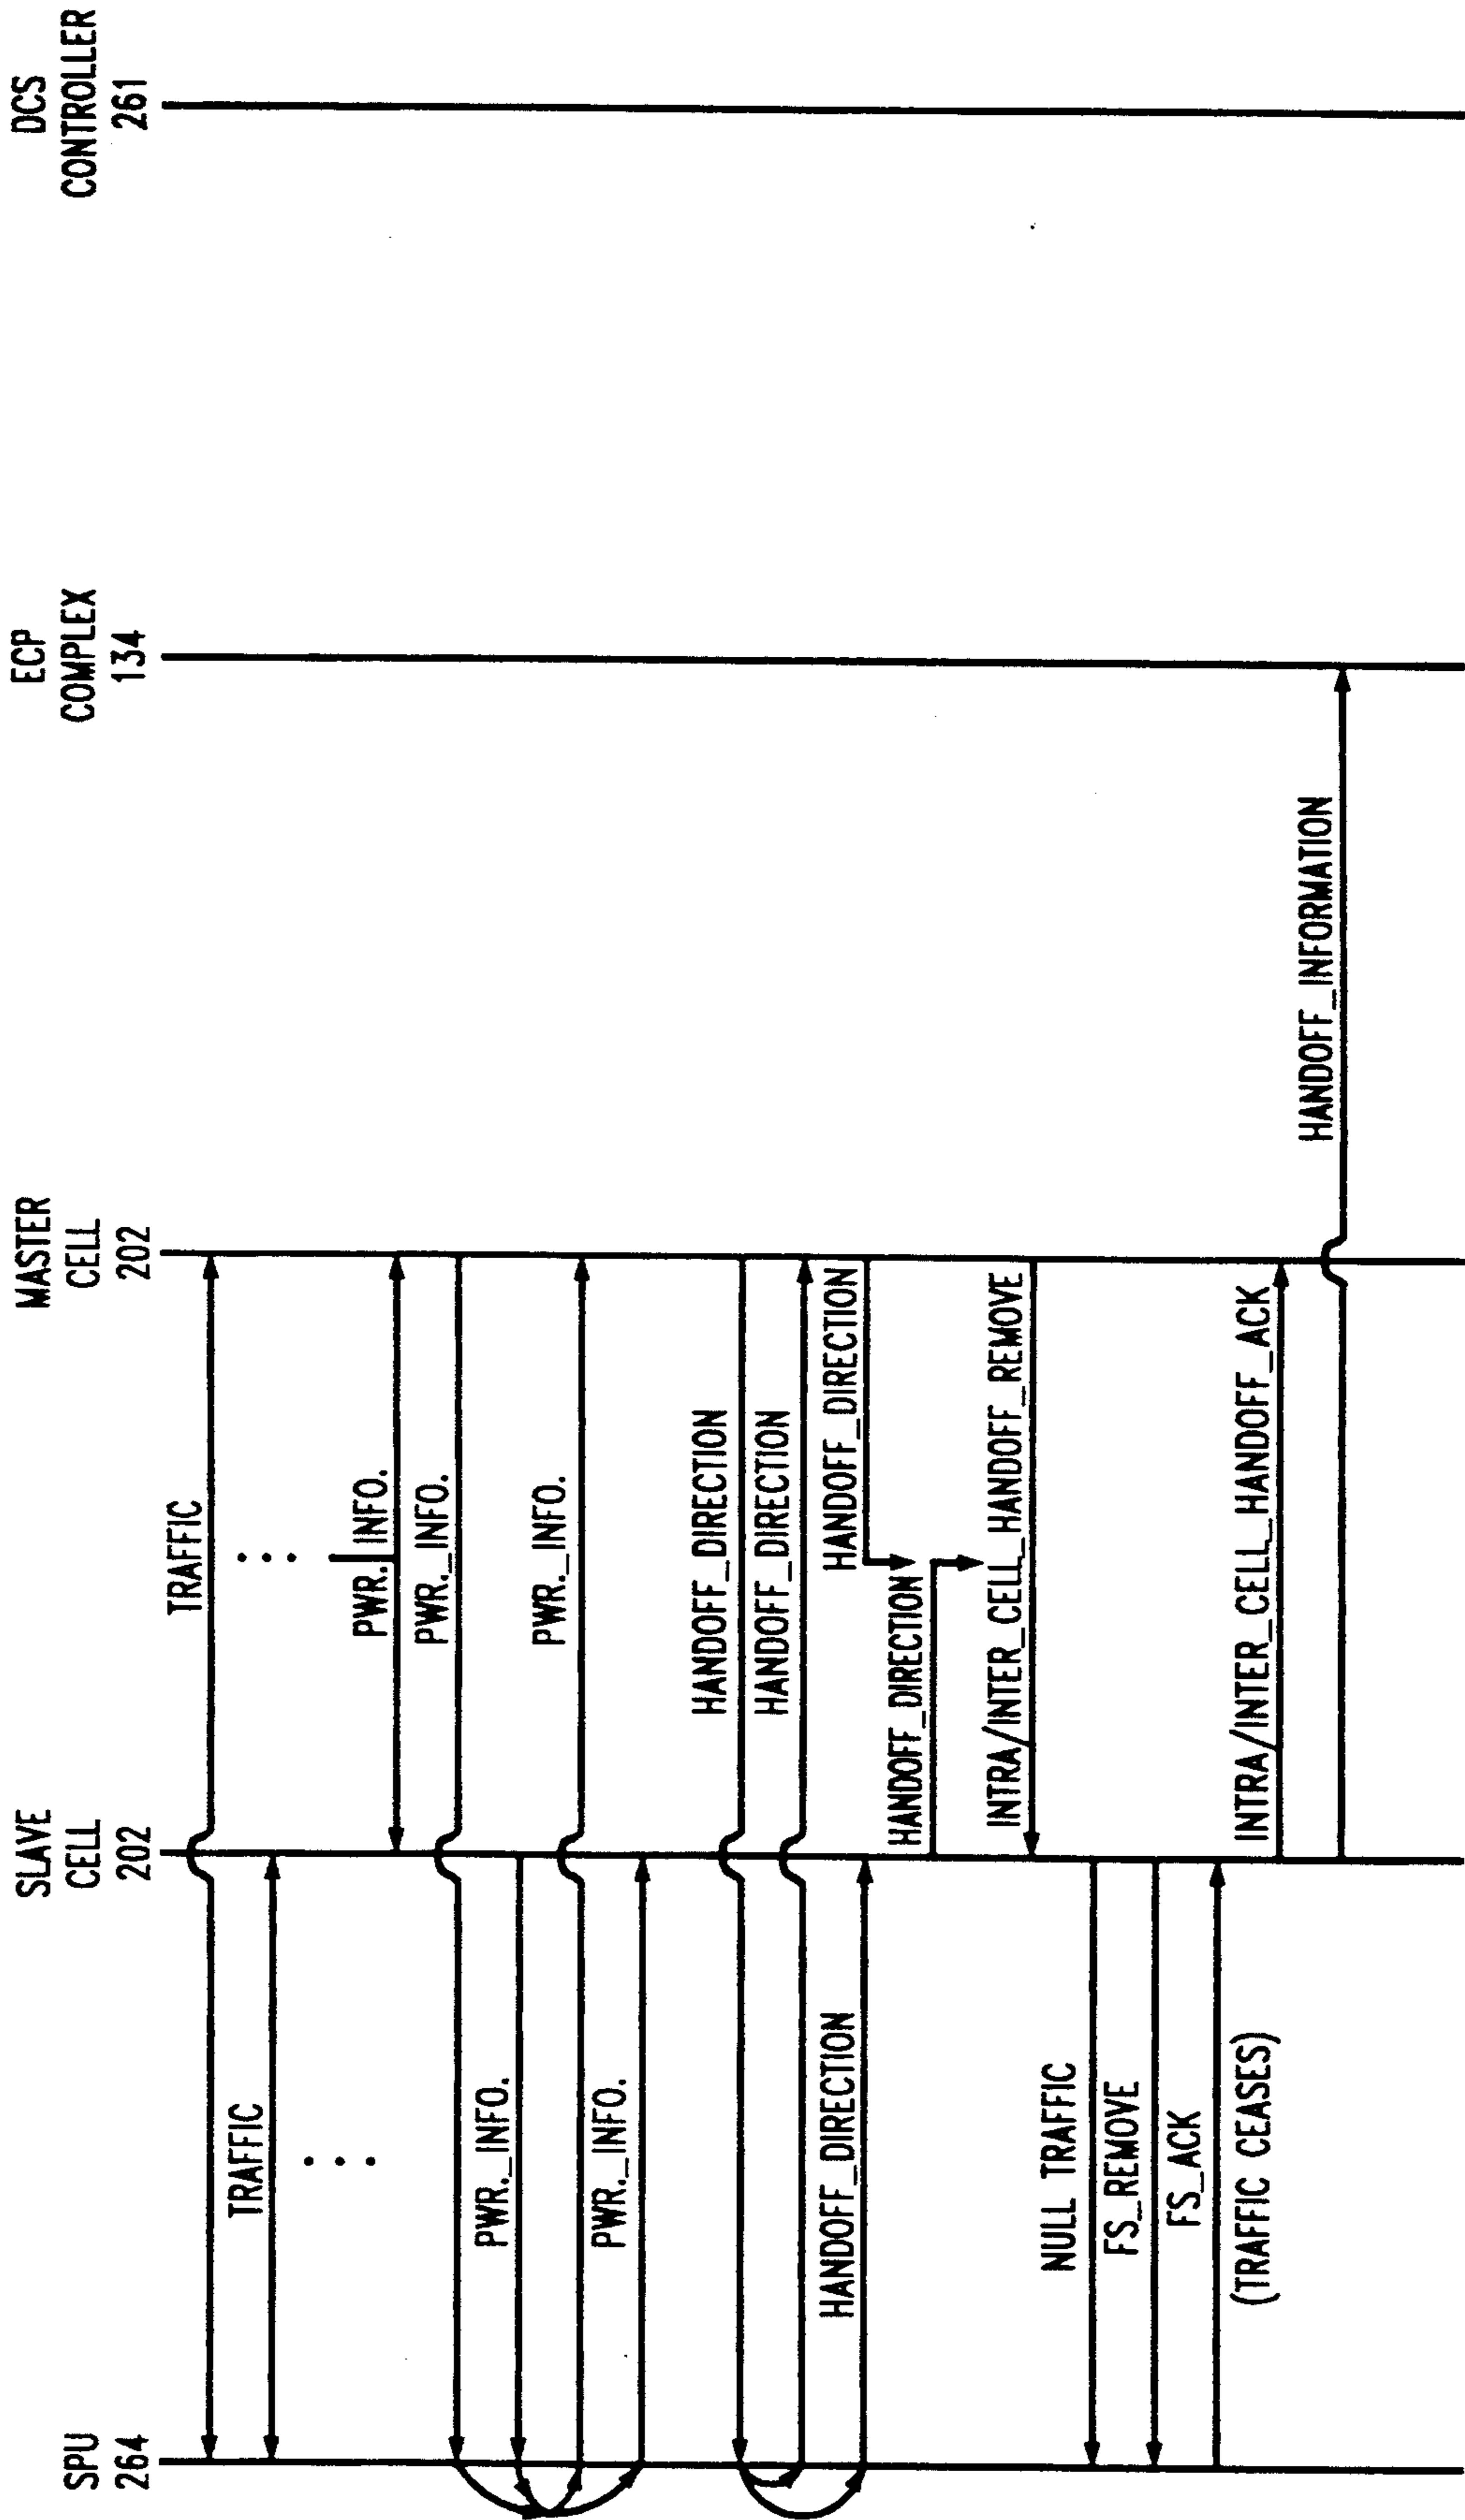 SPU
264
SLAVE
CELL
202
MASTER
CELL
202
ECP
COMPLEX
134
DCS
CONTROLLER
261
TRAFFIC
TRAFFIC
PWR._INFO.
PWR._INFO.
PWR._INFO.
PWR._INFO.
PWR._INFO.
HANDOFF_DIRECTION
HANDOFF_DIRECTION
HANDOFF_DIRECTION
HANDOFF_DIRECTION
HANDOFF_DIRECTION
INTRA/INTER_CELL_HANDOFF_REMOVE
NULL TRAFFIC
FS_REMOVE
FS_ACK
(TRAFFIC CEASES)
INTRA/INTER_CELL_HANDOFF_ACK
HANDOFF_INFORMATION